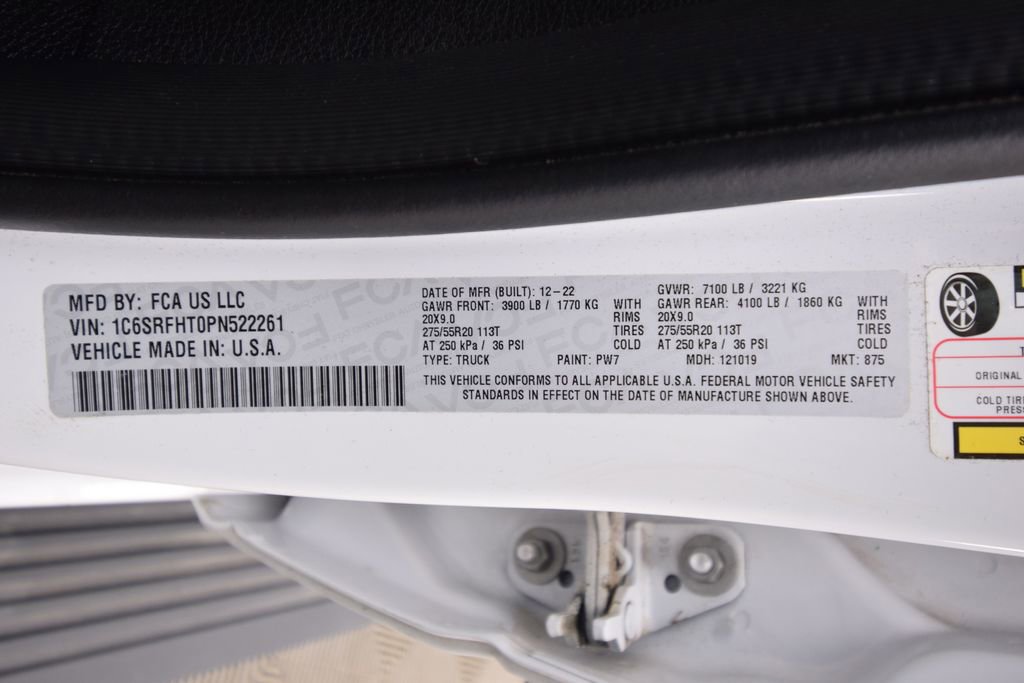 MFD BY: FCA US LLC
VIN: 1C6SRFHT0PN522261
VEHICLE MADE IN: U.S.A.
DATE OF MFR (BUILT): 12-22
GAWR FRONT: 3900 LB / 1770 KG WITH
20X9.0 RIMS
275/55R20 113T TIRES
AT 250 kPa / 36 PSI COLD
TYPE: TRUCK PAINT: PW7
GVWR: 7100 LB / 3221 KG
GAWR REAR: 4100 LB / 1860 KG WITH
20X9.0 RIMS
275/55R20 113T TIRES
AT 250 kPa / 36 PSI COLD
MDH: 121019 MKT: 875
THIS VEHICLE CONFORMS TO ALL APPLICABLE U.S.A. FEDERAL MOTOR VEHICLE SAFETY
STANDARDS IN EFFECT ON THE DATE OF MANUFACTURE SHOWN ABOVE.
ORIGINAL
COLD TIR
PRES